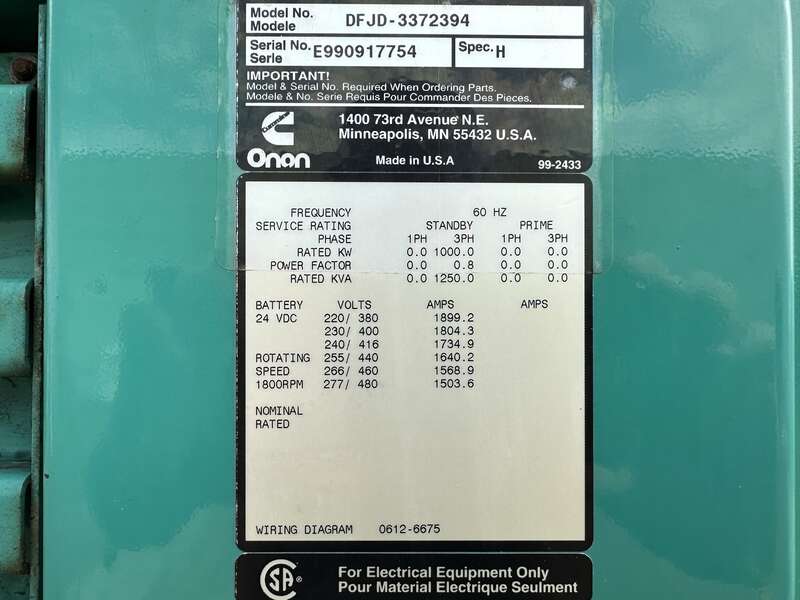 Model No. DFJD-3372394
Modele
Serial No. E990917754 Spec. H
Serie
IMPORTANT!
Model & Serial No. Required When Ordering Parts.
Modele & No. Serie Requis Pour Commander Des Pieces.
Cummins
Onan
1400 73rd Avenue N.E.
Minneapolis, MN 55432 U.S.A.
Made in U.S.A 99-2433
FREQUENCY 60 HZ
SERVICE RATING STANDBY PRIME
PHASE 1PH 3PH 1PH 3PH
RATED KW 0.0 1000.0 0.0 0.0
POWER FACTOR 0.0 0.8 0.0 0.0
RATED KVA 0.0 1250.0 0.0 0.0
BATTERY VOLTS AMPS AMPS
24 VDC 220/ 380 1899.2
230/ 400 1804.3
240/ 416 1734.9
ROTATING 255/ 440 1640.2
SPEED 266/ 460 1568.9
1800RPM 277/ 480 1503.6
NOMINAL
RATED
WIRING DIAGRAM 0612-6675
CSA ®
For Electrical Equipment Only
Pour Material Electrique Seulment